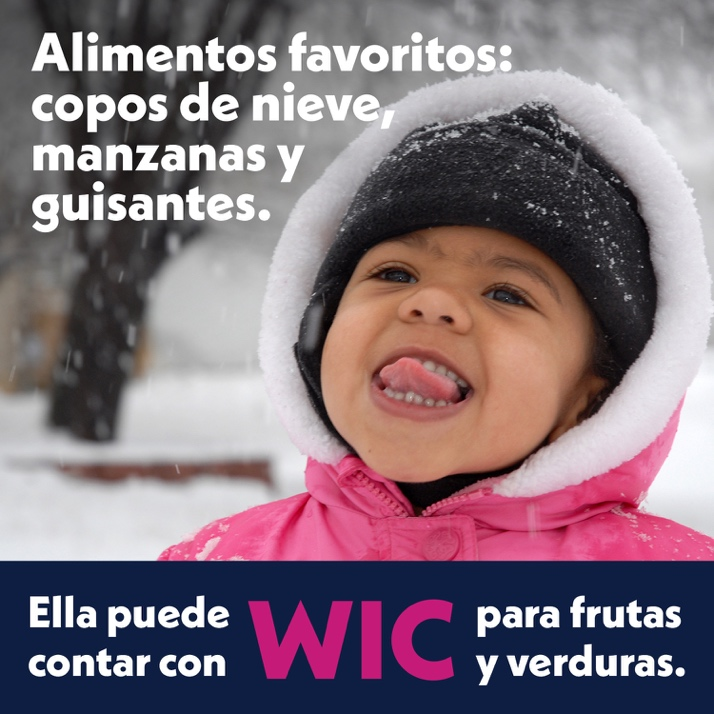 Alimentos favoritos:
copos de nieve,
manzanas y
guisantes.
Ella puede
contar con
WIC
para frutas
y verduras.